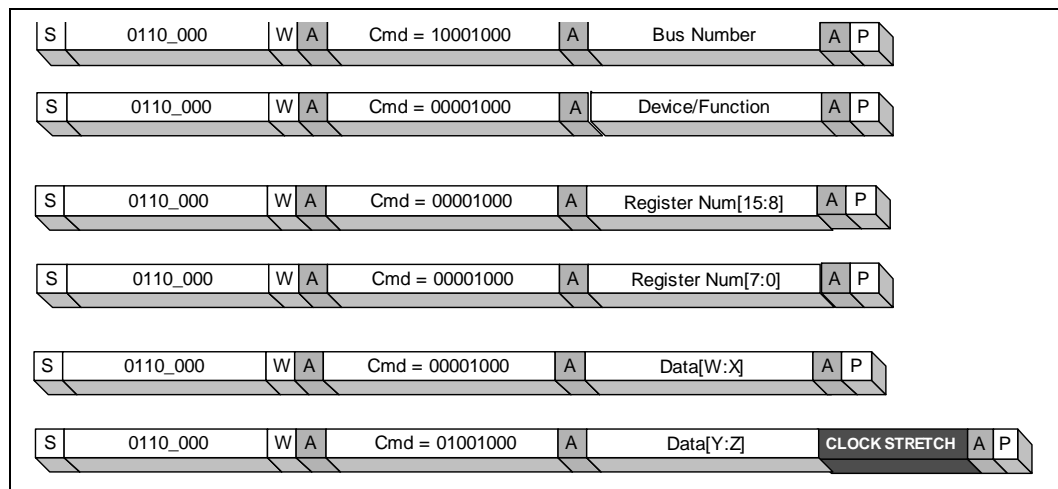 S 0110_000 W A Cmd = 10001000 A Bus Number A P
S 0110_000 W A Cmd = 00001000 A Device/Function A P
S 0110_000 W A Cmd = 00001000 A Register Num[15:8] A P
S 0110_000 W A Cmd = 00001000 A Register Num[7:0] A P
S 0110_000 W A Cmd = 00001000 A Data[W:X] A P
S 0110_000 W A Cmd = 01001000 A Data[Y:Z] CLOCK STRETCH A P